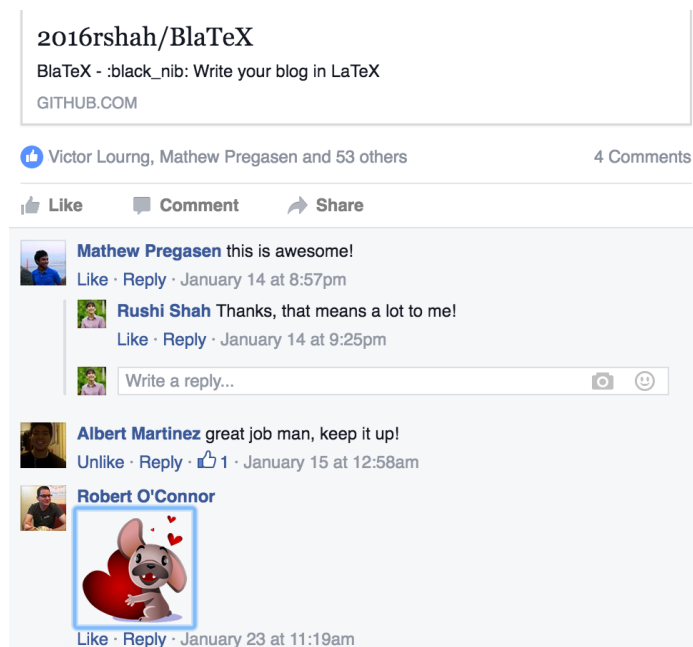 2016rshah/BlaTeX
BlaTeX - :black_nib: Write your blog in LaTeX
GITHUB.COM
Victor Lourng, Mathew Pregasen and 53 others 4 Comments
Like Comment Share
Mathew Pregasen this is awesome!
Like · Reply · January 14 at 8:57pm
Rushi Shah Thanks, that means a lot to me!
Like · Reply · January 14 at 9:25pm
Write a reply...
Albert Martinez great job man, keep it up!
Unlike · Reply · 1 · January 15 at 12:58am
Robert O'Connor
Like · Reply · January 23 at 11:19am